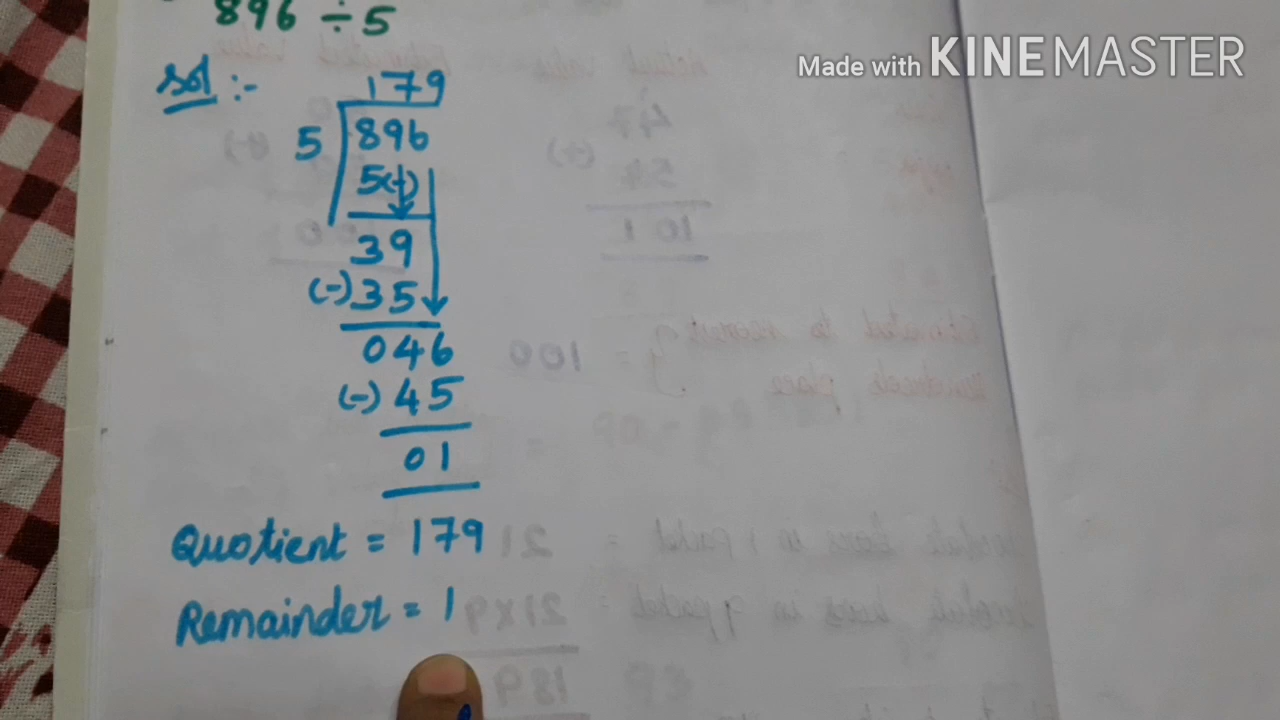 Made with KINEMASTER
896 ÷ 5
Sol :-
179
5 896
5(-)
39
(-) 35
046
(-) 45
01
Quotient = 179
Remainder = 1